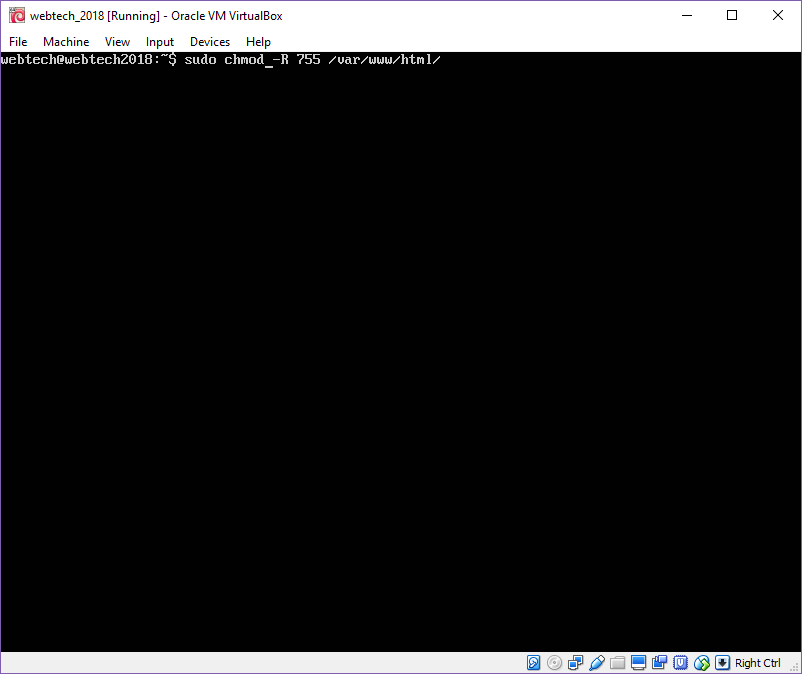 webtech_2018 [Running] - Oracle VM VirtualBox
File Machine View Input Devices Help
webtech@webtech2018:~$ sudo chmod_-R 755 /var/www/html/
Right Ctrl